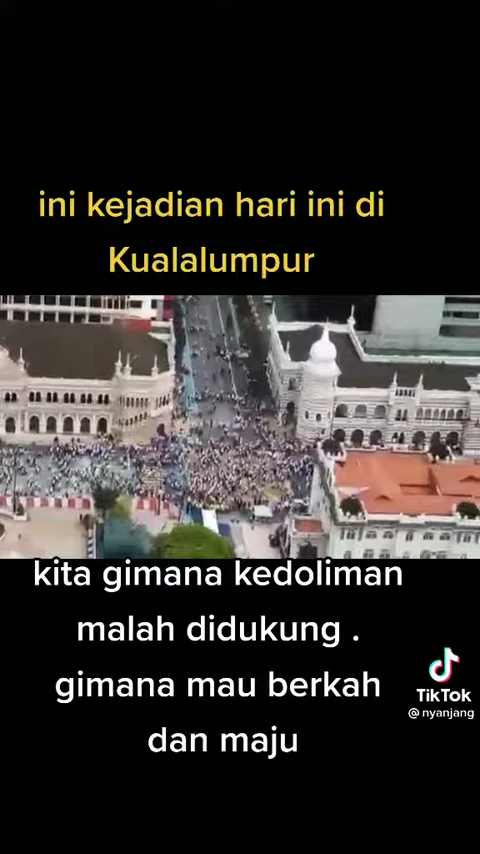 ini kejadian hari ini di
Kualalumpur
kita gimana kedoliman
malah didukung .
gimana mau berkah
dan maju
TikTok
@nyanjang